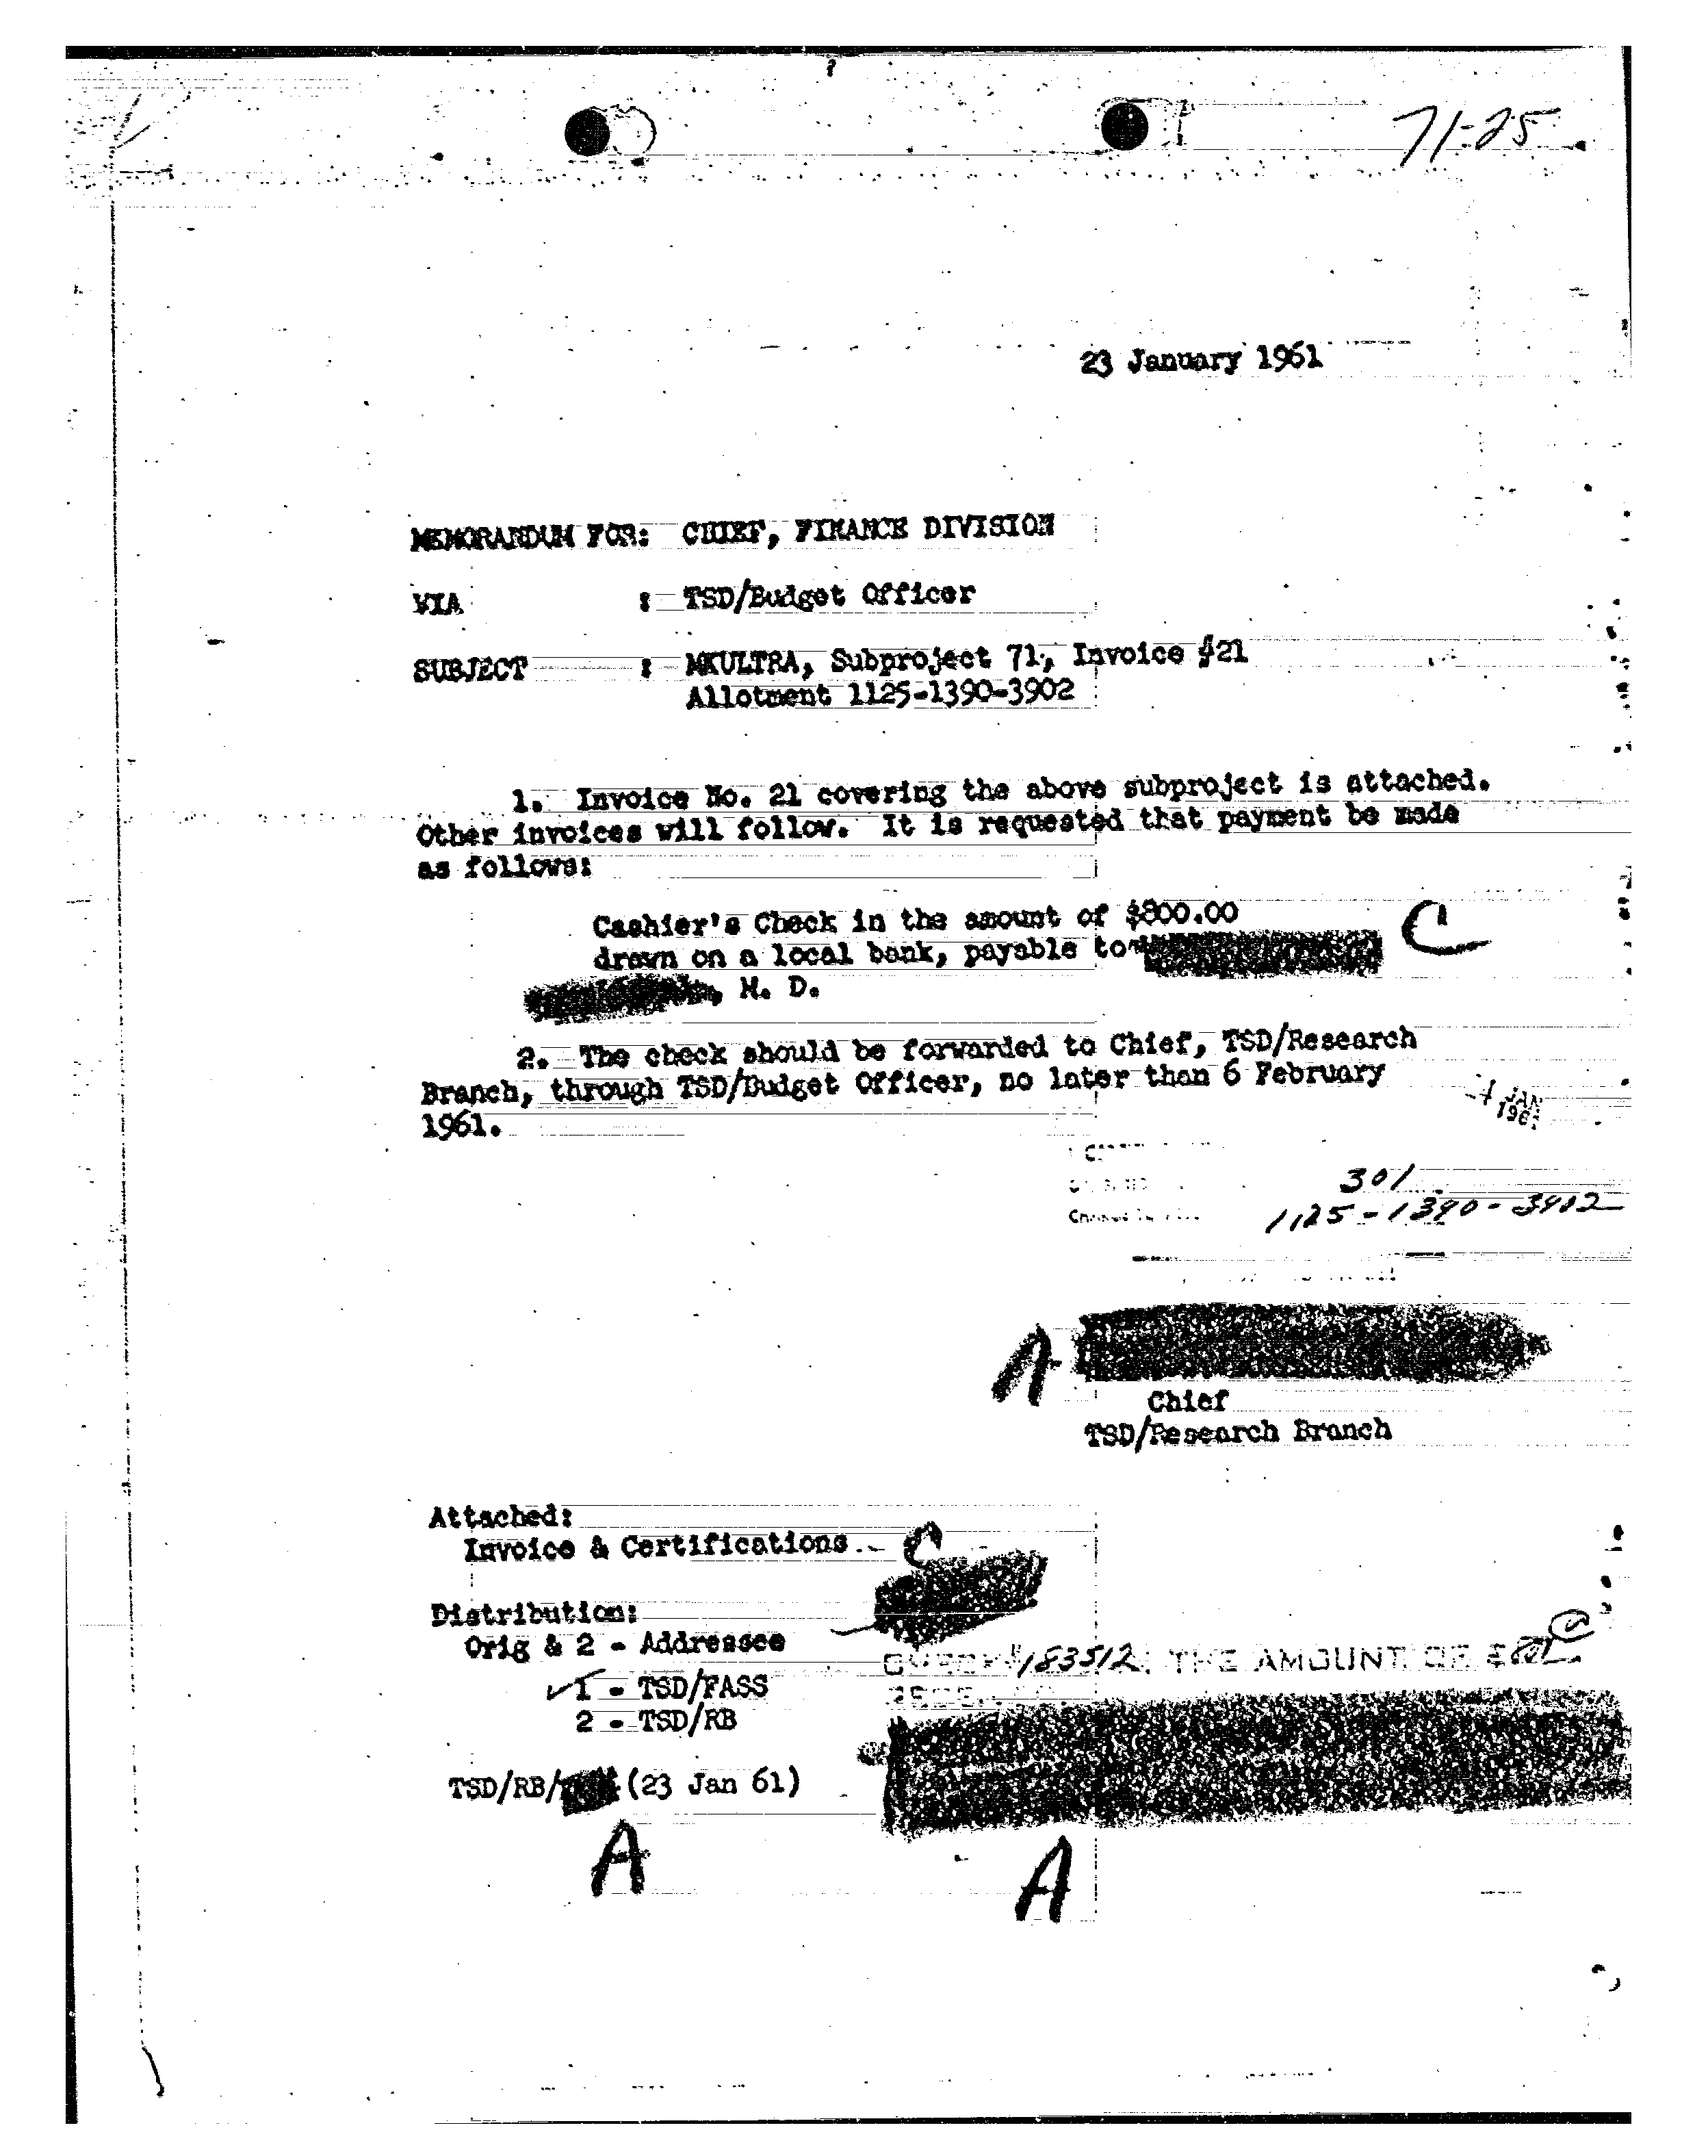 71-25
23 January 1961
MEMORANDUM FOR: CHIEF, FINANCE DIVISION
VIA : TSD/Budget Officer
SUBJECT : MKULTRA, Subproject 71, Invoice #21
Allotment 1125-1390-3902
1. Invoice No. 21 covering the above subproject is attached.
Other invoices will follow. It is requested that payment be made
as follows:
Cashier's Check in the amount of $800.00
drawn on a local bank, payable to
C
, M. D.
2. The check should be forwarded to Chief, TSD/Research
Branch, through TSD/Budget Officer, no later than 6 February
1961.
JAN
1961
301
1125-1390-3902
A
Chief
TSD/Research Branch
Attached:
Invoice & Certifications
C
Distribution:
Orig & 2 - Addressee
#183512 THE AMOUNT OF $
1 - TSD/FASS
2 - TSD/RB
TSD/RB/ (23 Jan 61)
A
A